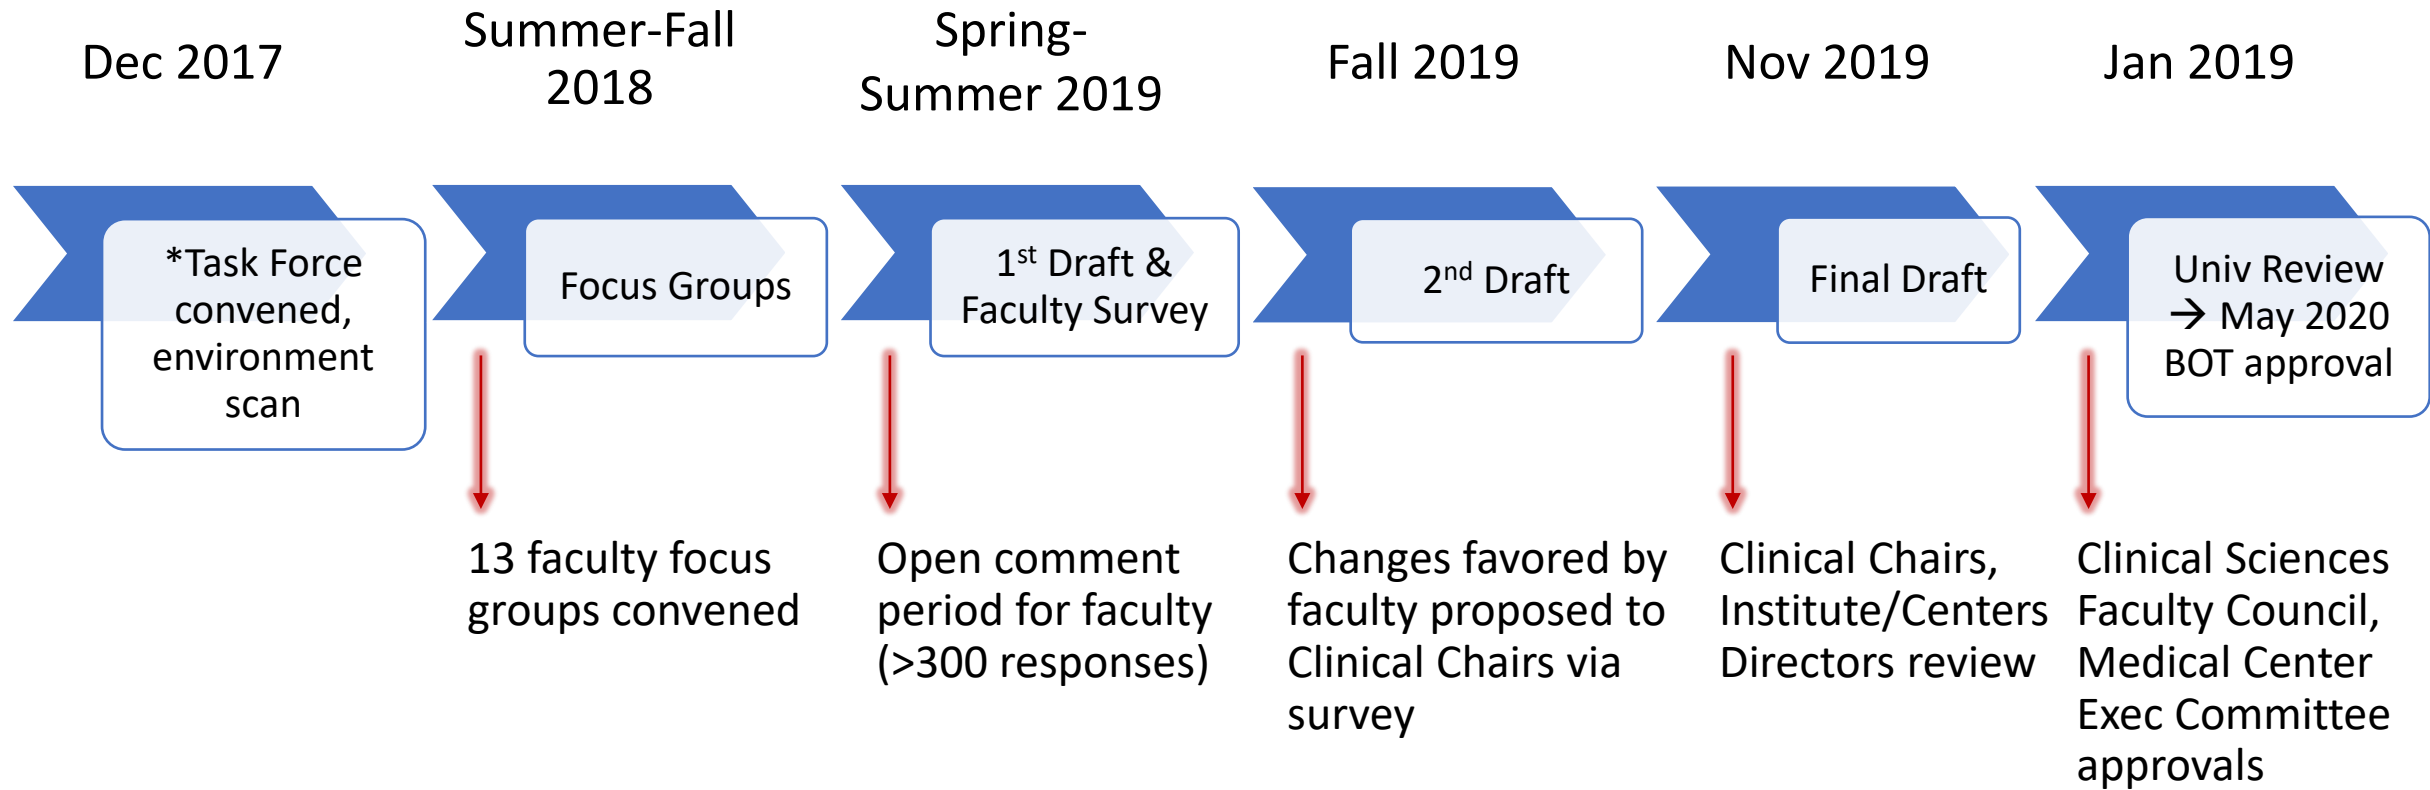 Dec 2017
Summer-Fall
2018
Spring-
Summer 2019
Fall 2019
Nov 2019
Jan 2019
*Task Force
convened,
environment
scan
Focus Groups
1st Draft &
Faculty Survey
2nd Draft
Final Draft
Univ Review
→ May 2020
BOT approval
13 faculty focus
groups convened
Open comment
period for faculty
(>300 responses)
Changes favored by
faculty proposed to
Clinical Chairs via
survey
Clinical Chairs,
Institute/Centers
Directors review
Clinical Sciences
Faculty Council,
Medical Center
Exec Committee
approvals